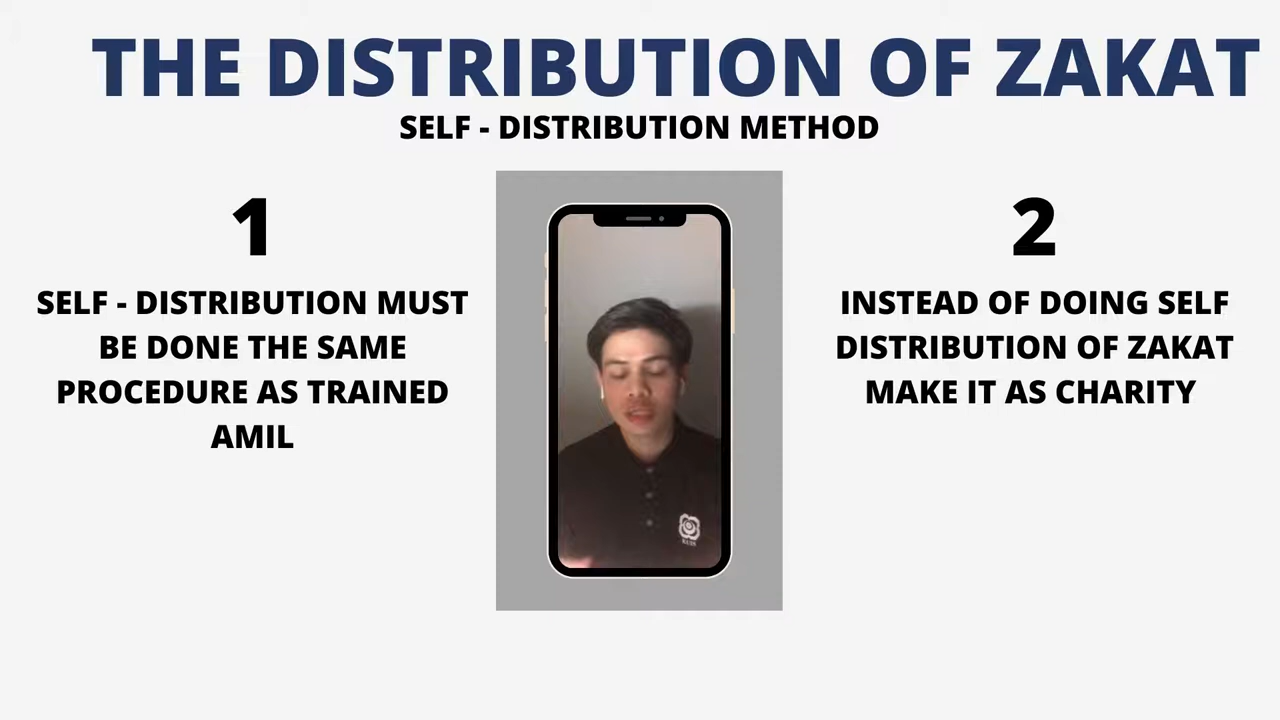 THE DISTRIBUTION OF ZAKAT
SELF - DISTRIBUTION METHOD
1
SELF - DISTRIBUTION MUST
BE DONE THE SAME
PROCEDURE AS TRAINED
AMIL
2
INSTEAD OF DOING SELF
DISTRIBUTION OF ZAKAT
MAKE IT AS CHARITY